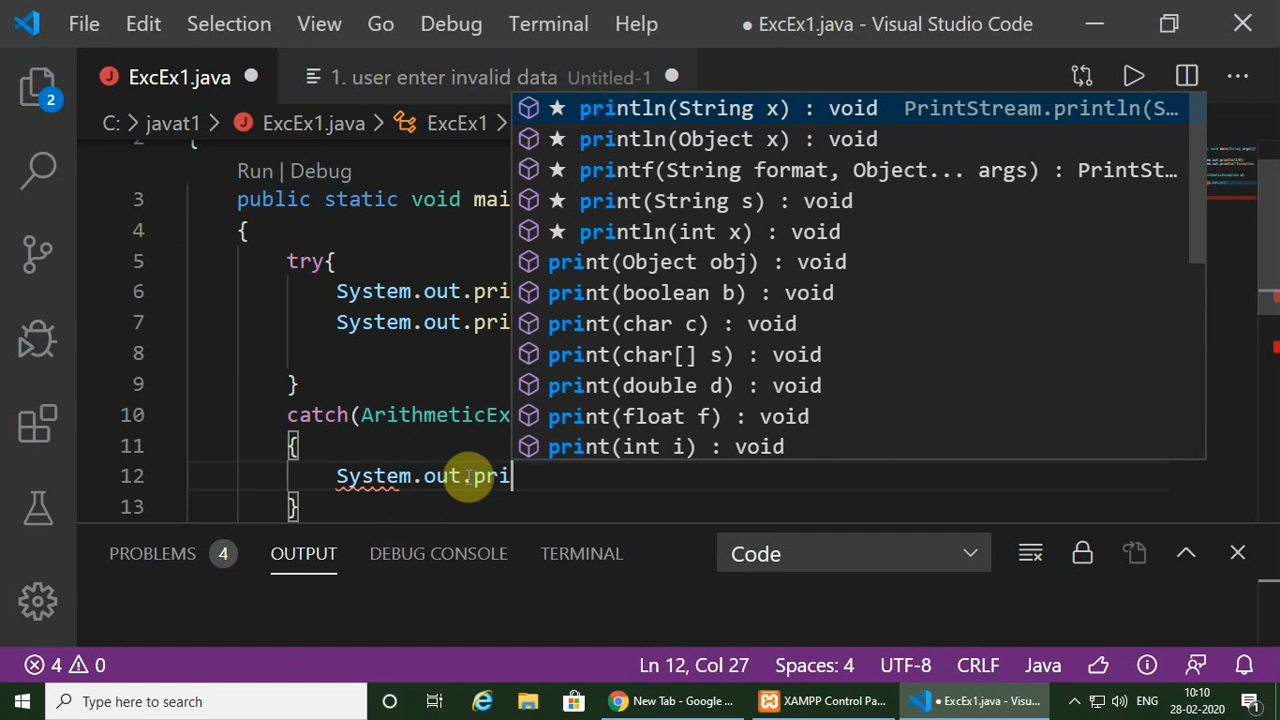 File Edit Selection View Go Debug Terminal Help ● ExcEx1.java - Visual Studio Code
ExcEx1.java 1. user enter invalid data Untitled-1
C: > javat1 > ExcEx1.java > ExcEx1 >
println(String x) : void PrintStream.println(S...
println(Object x) : void
printf(String format, Object... args) : PrintSt...
print(String s) : void
println(int x) : void
print(Object obj) : void
print(boolean b) : void
print(char c) : void
print(char[] s) : void
print(double d) : void
print(float f) : void
print(int i) : void
2 {
Run | Debug
3 public static void mai
4 {
5 try{
6 System.out.pri
7 System.out.pri
8
9 }
10 catch(ArithmeticEx
11 {
12 System.out.pri
13 }
2
PROBLEMS 4 OUTPUT DEBUG CONSOLE TERMINAL Code
4 0 Ln 12, Col 27 Spaces: 4 UTF-8 CRLF Java
Type here to search New Tab - Google ... XAMPP Control Pa... ● ExcEx1.java - Visu... ENG 10:10
28-02-2020 1